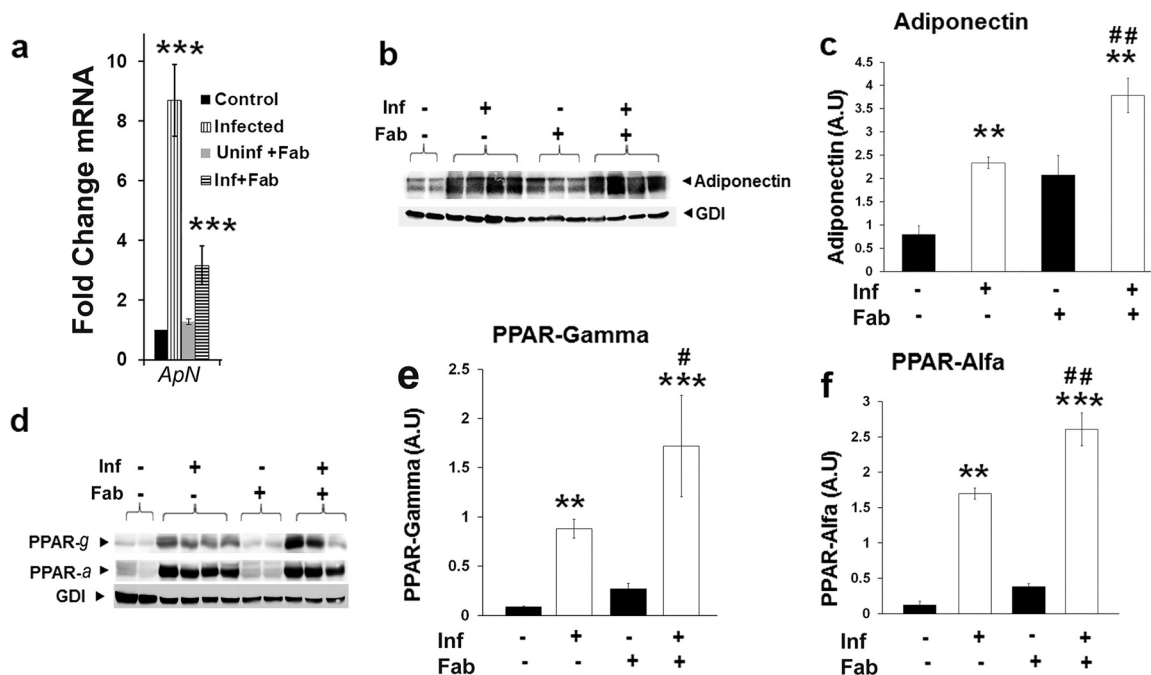 a
Fold Change mRNA
10
8
6
4
2
0
***
***
Control
Infected
Uninf +Fab
Inf+Fab
ApN
b
Inf - + - +
Fab - - + +
Adiponectin
GDI
c
Adiponectin
Adiponectin (A.U)
4.5
4
3.5
3
2.5
2
1.5
1
0.5
0
**
##
**
Inf - + - +
Fab - - + +
d
Inf - + - +
Fab - - + +
PPAR-g
PPAR-a
GDI
e
PPAR-Gamma
PPAR-Gamma (A.U)
2.5
2
1.5
1
0.5
0
**
#
***
Inf - + - +
Fab - - + +
f
PPAR-Alfa
PPAR-Alfa (A.U)
3
2.5
2
1.5
1
0.5
0
**
##
***
Inf - + - +
Fab - - + +